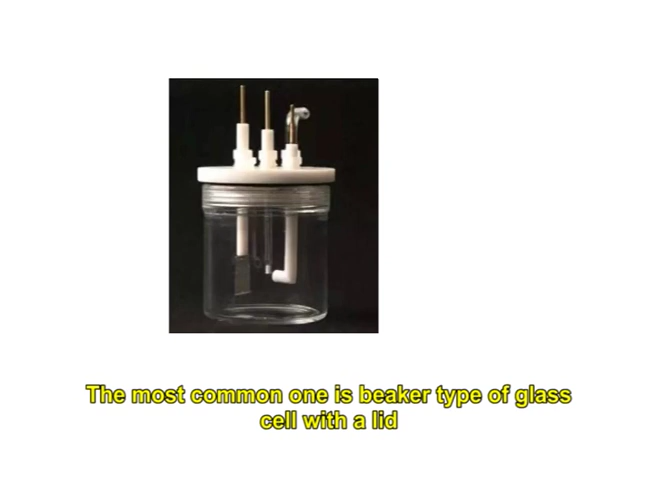 The most common one is beaker type of glass
cell with a lid